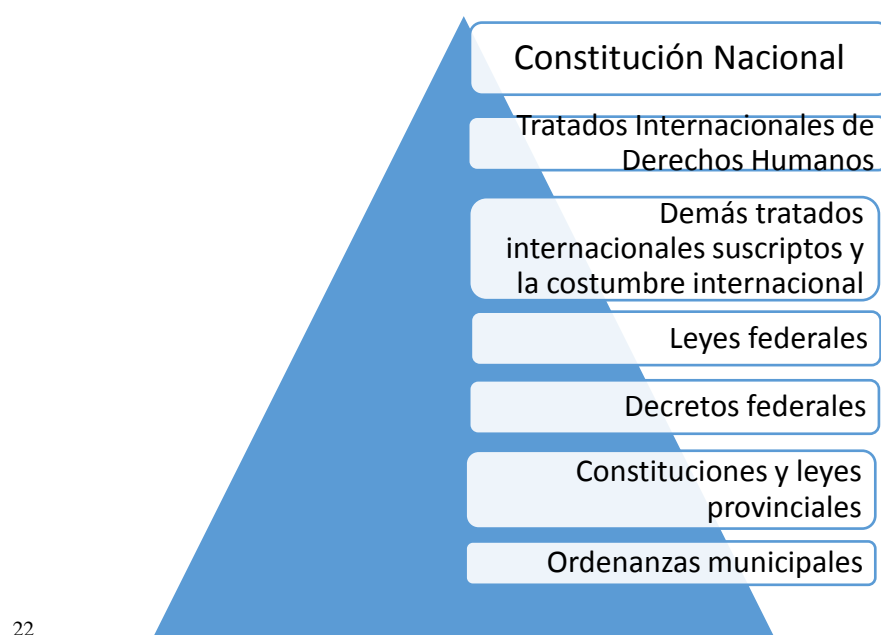 Constitución Nacional
Tratados Internacionales de
Derechos Humanos
Demás tratados
internacionales suscriptos y
la costumbre internacional
Leyes federales
Decretos federales
Constituciones y leyes
provinciales
Ordenanzas municipales
22